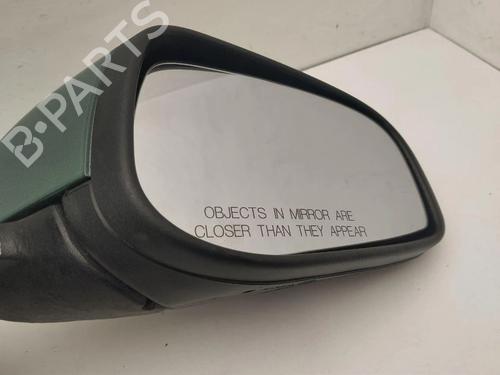 B-PARTS
OBJECTS IN MIRROR ARE
CLOSER THAN THEY APPEAR